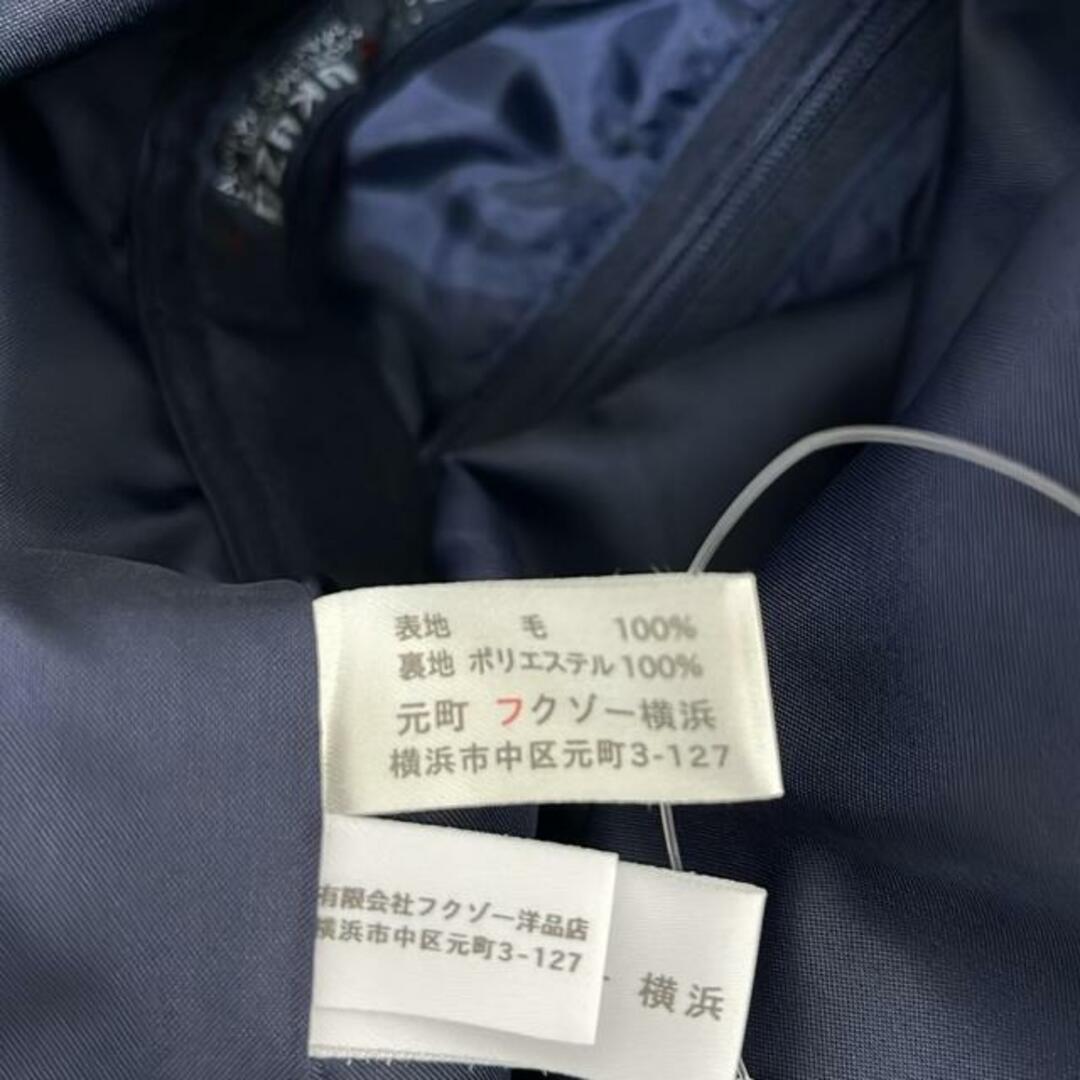 表地 毛 100%
裏地 ポリエステル 100%
元町 フクゾー横浜
横浜市中区元町3-127
有限会社フクゾー洋品店
横浜市中区元町3-127
横浜